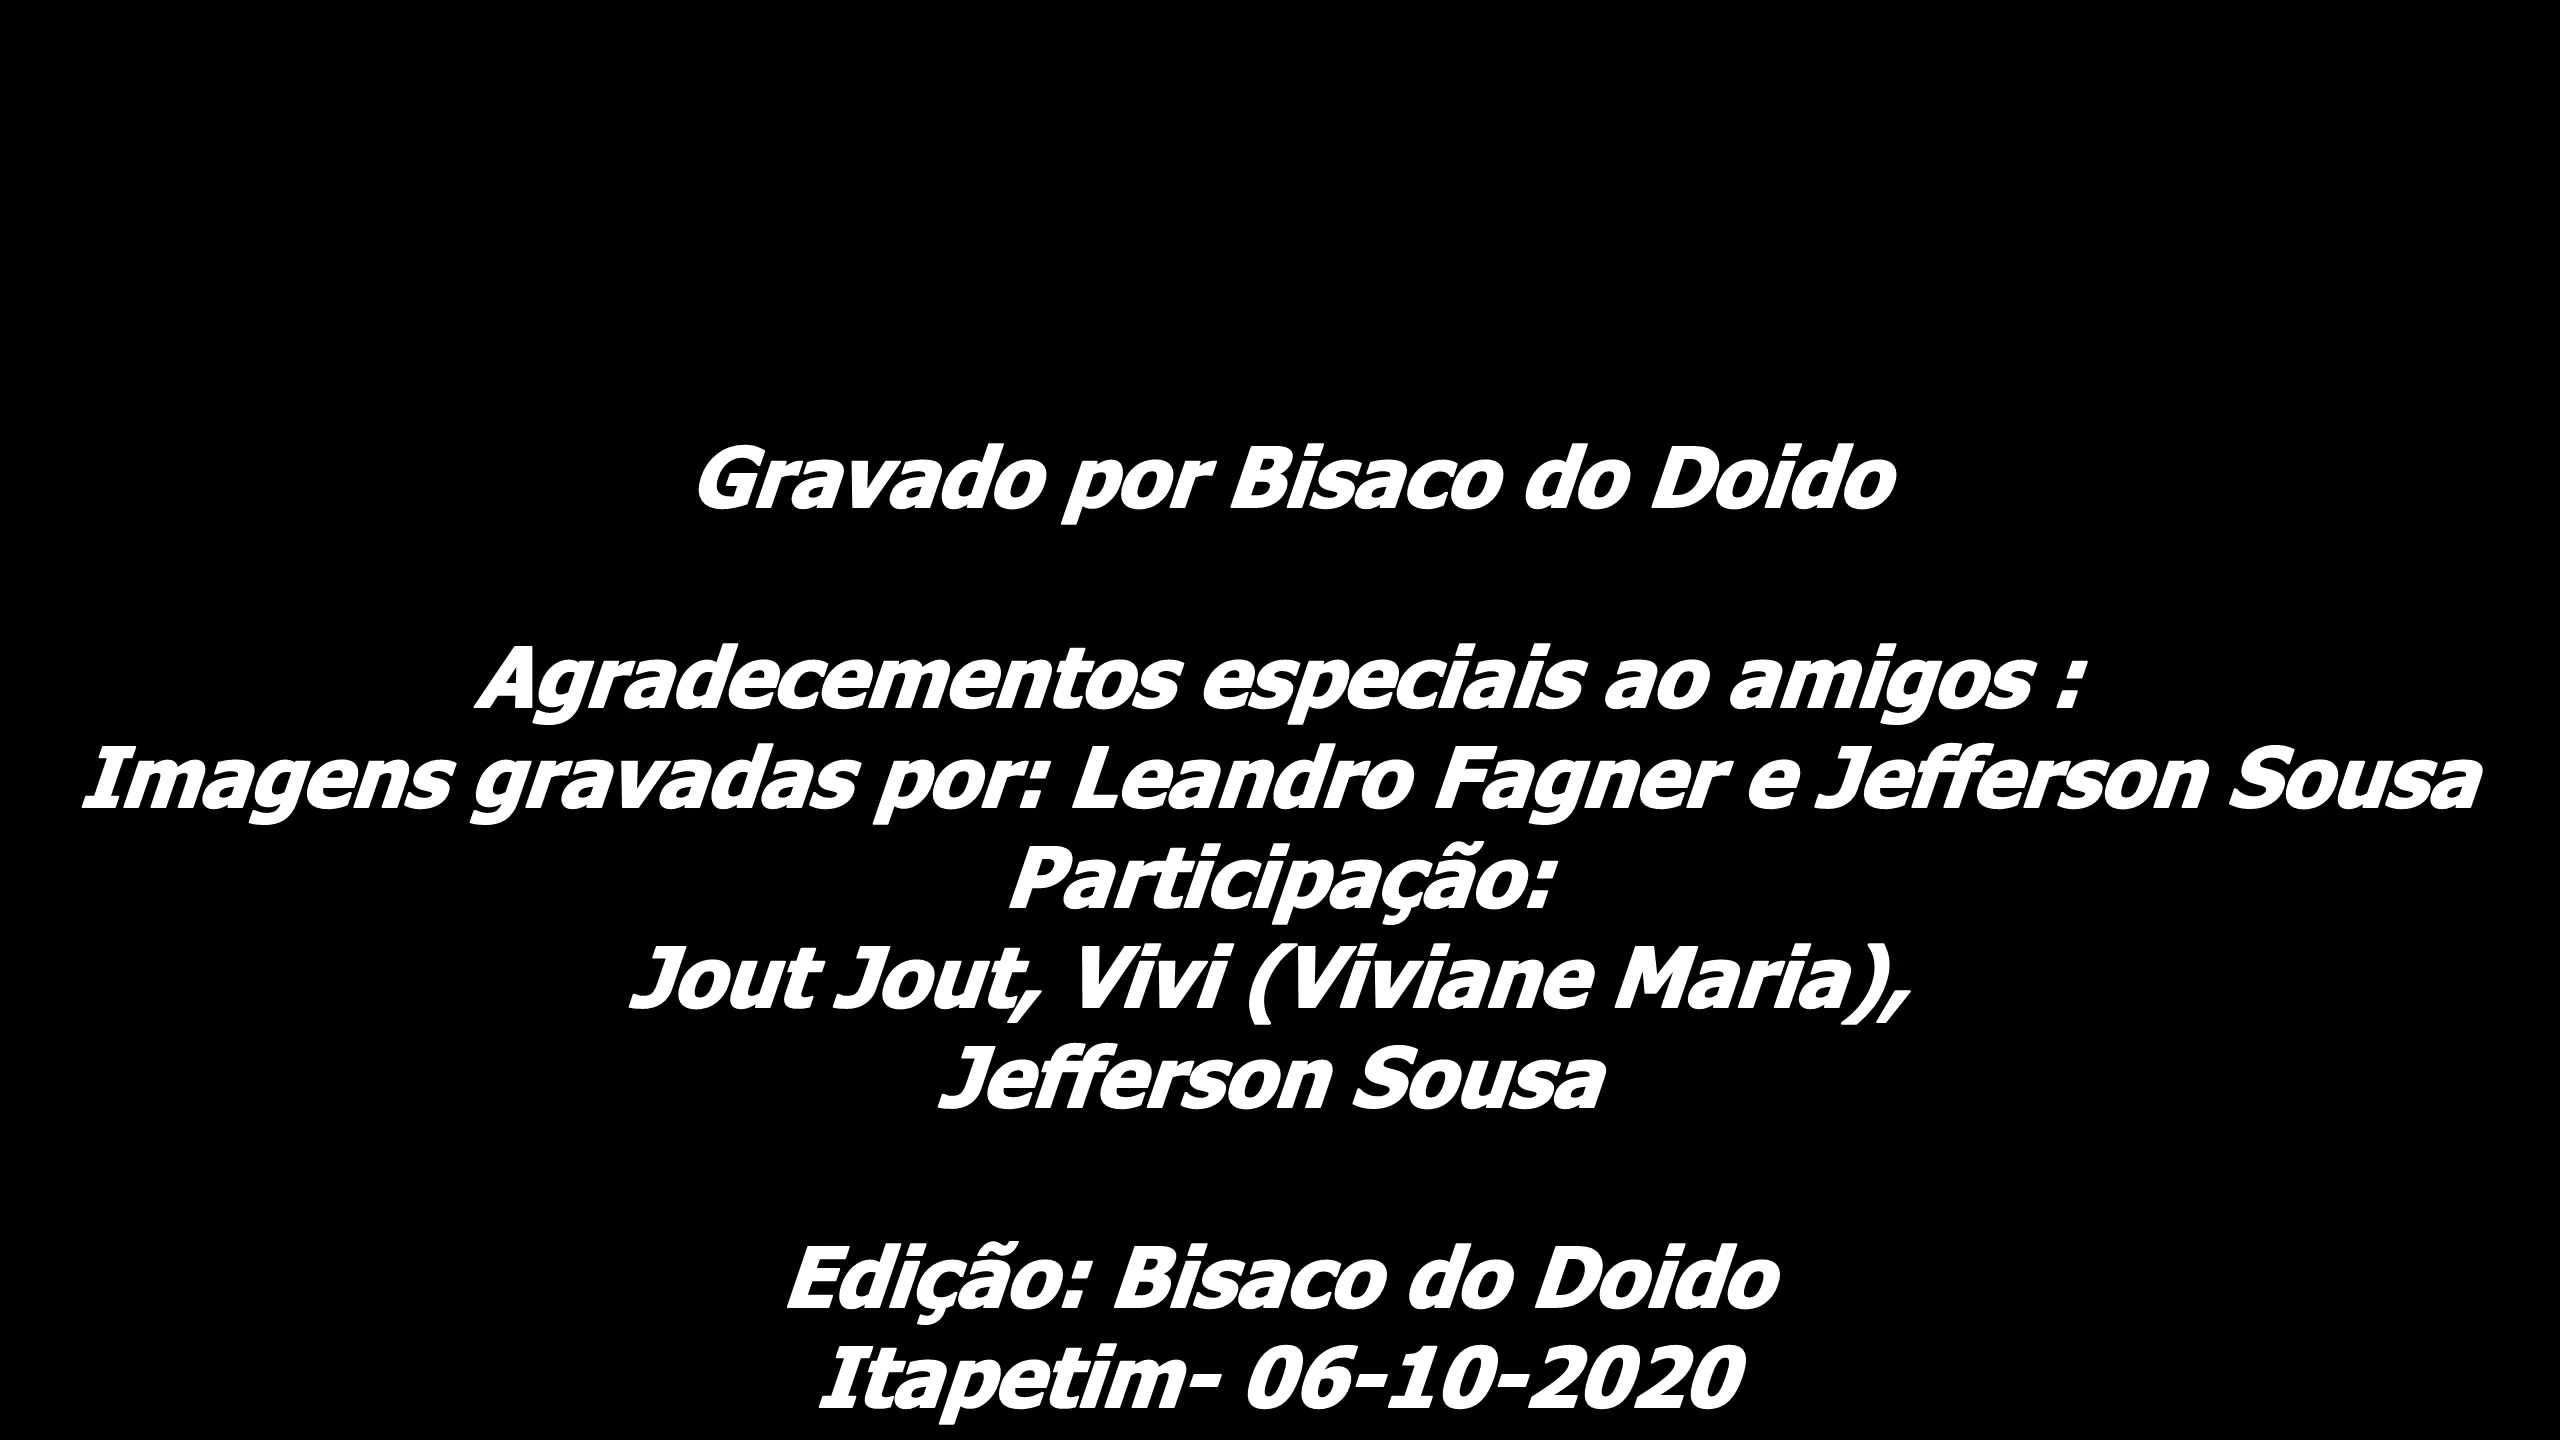 Gravado por Bisaco do Doido
Agradecementos especiais ao amigos :
Imagens gravadas por: Leandro Fagner e Jefferson Sousa
Participação:
Jout Jout, Vivi (Viviane Maria),
Jefferson Sousa
Edição: Bisaco do Doido
Itapetim- 06-10-2020